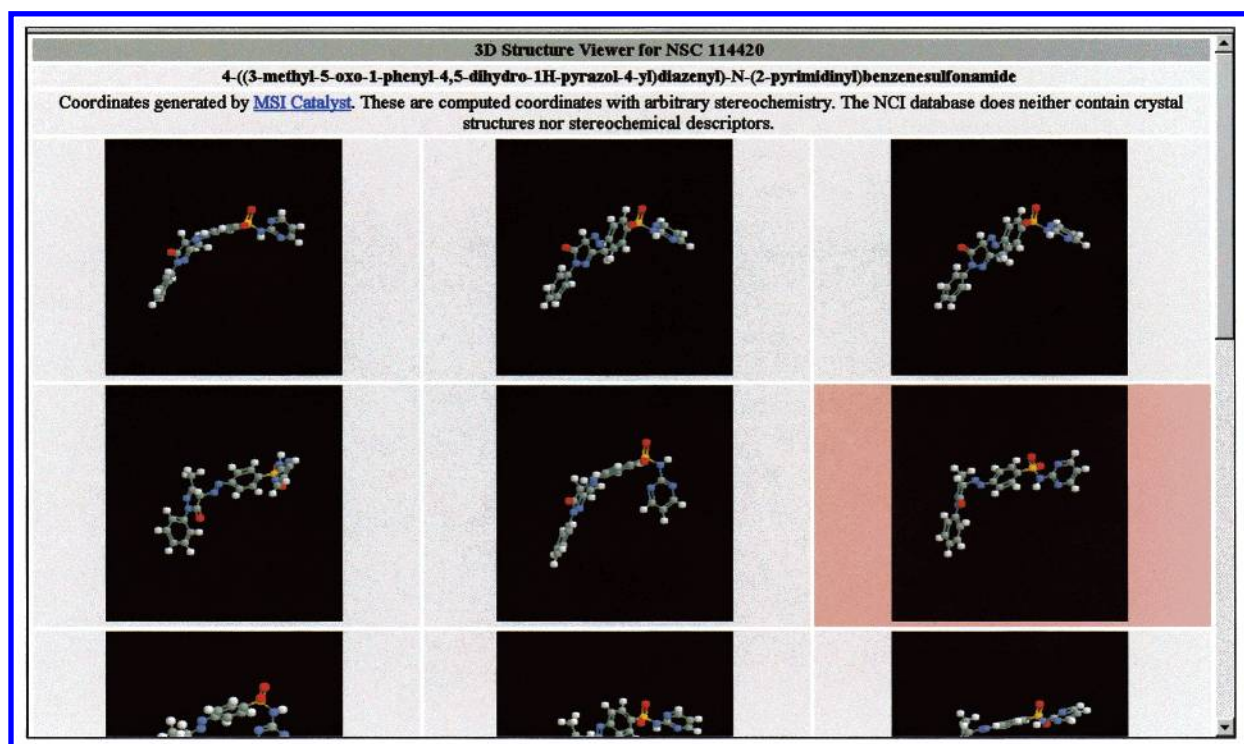 3D Structure Viewer for NSC 114420
4-((3-methyl-5-oxo-1-phenyl-4,5-dihydro-1H-pyrazol-4-yl)diazenyl)-N-(2-pyrimidinyl)benzenesulfonamide
Coordinates generated by MSI Catalyst. These are computed coordinates with arbitrary stereochemistry. The NCI database does neither contain crystal
structures nor stereochemical descriptors.